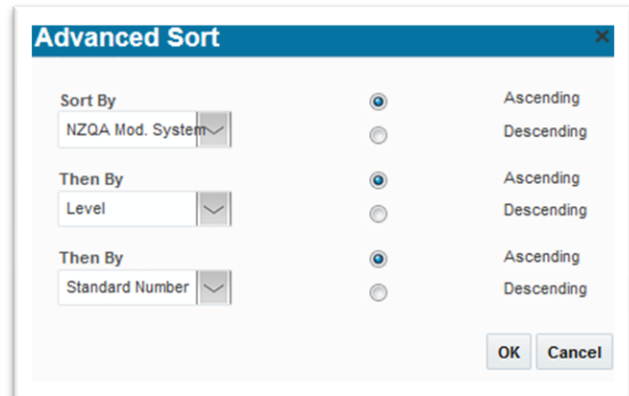 Advanced Sort
Sort By
Ascending
NZQA Mod. System
Descending
Then By
Ascending
Level
Descending
Then By
Ascending
Standard Number
Descending
OK Cancel